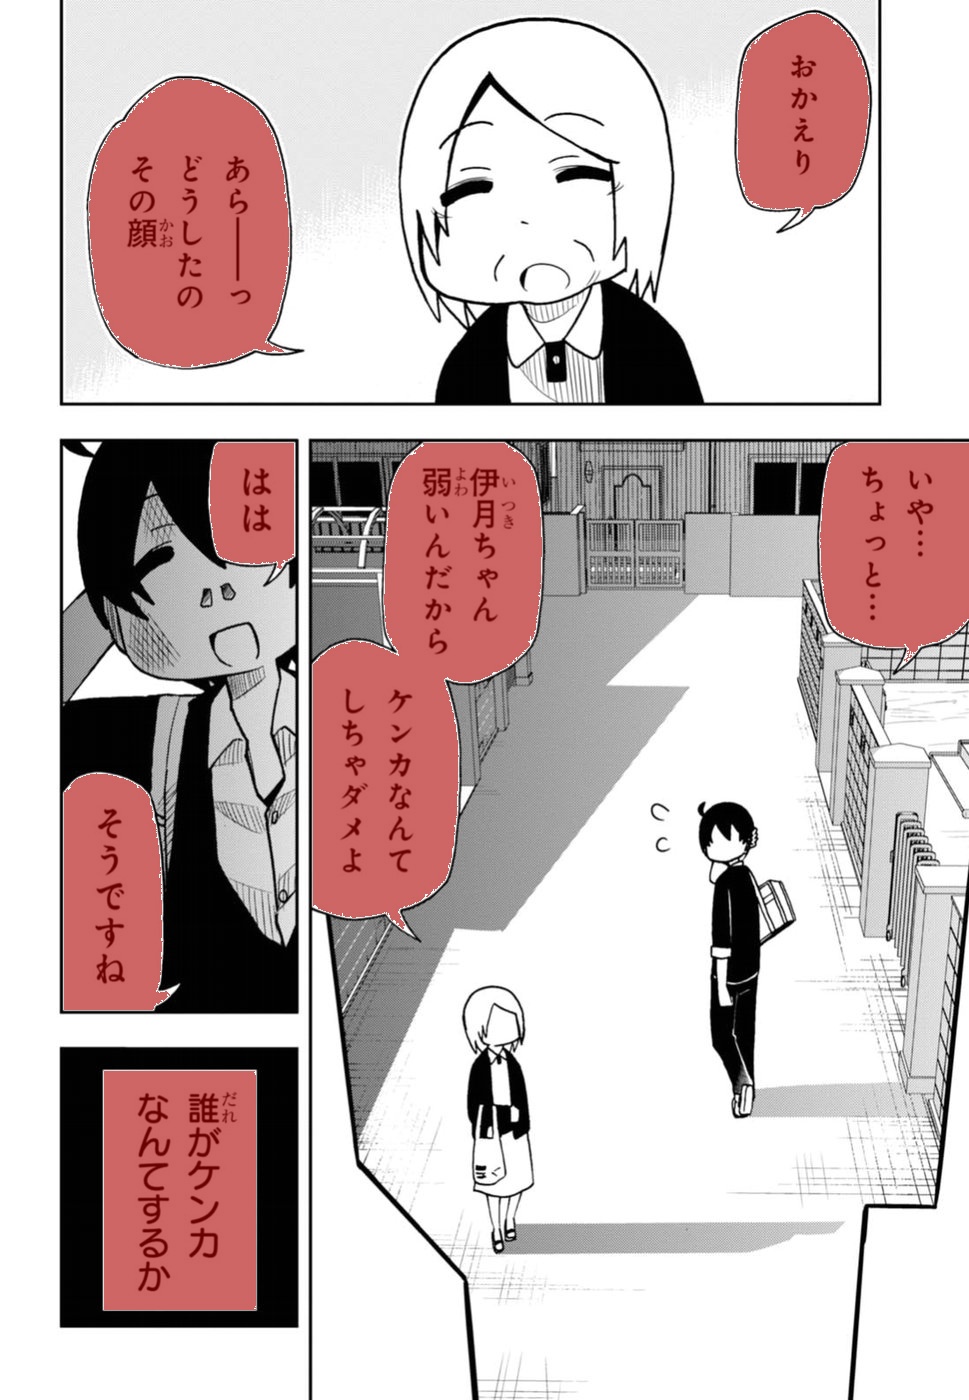 おかえり
あら――っ
どうしたの
その顔
いや…
ちょっと…
伊月ちゃん
弱いんだから
ケンカなんて
しちゃダメよ
はは
そうですね
誰がケンカ
なんてするか